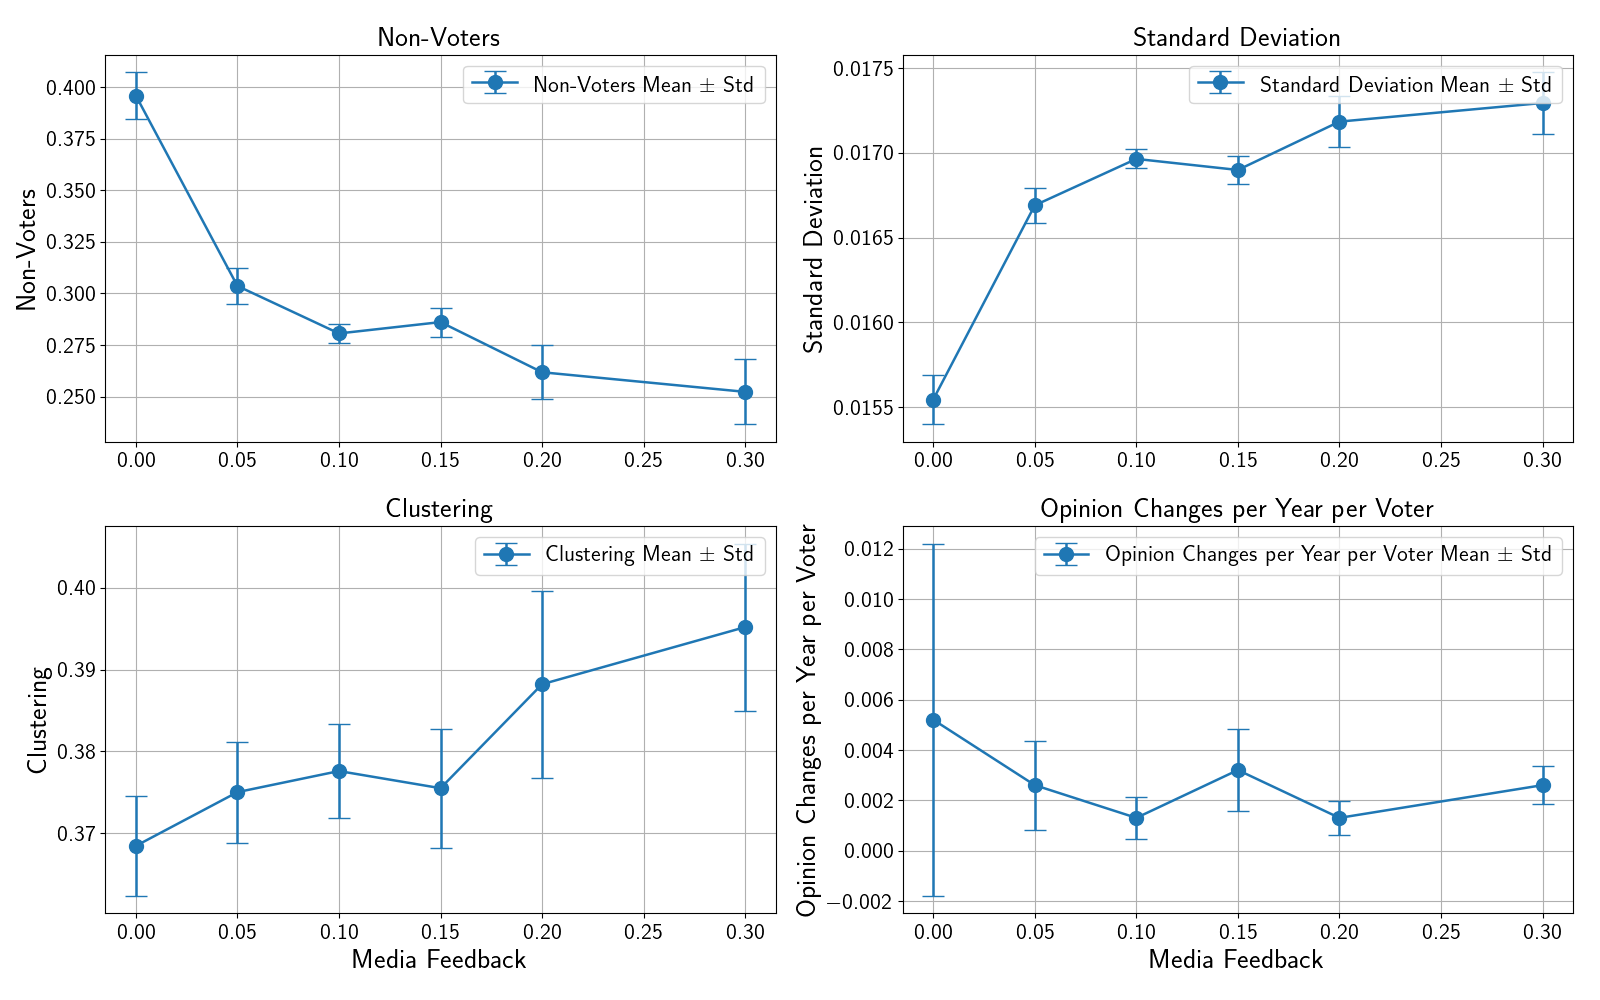 Non-Voters
Non-Voters
0.400
0.375
0.350
0.325
0.300
0.275
0.250
Non-Voters Mean ± Std
0.00 0.05 0.10 0.15 0.20 0.25 0.30
Standard Deviation
Standard Deviation
0.0175
0.0170
0.0165
0.0160
0.0155
Standard Deviation Mean ± Std
0.00 0.05 0.10 0.15 0.20 0.25 0.30
Clustering
Clustering
0.40
0.39
0.38
0.37
Clustering Mean ± Std
0.00 0.05 0.10 0.15 0.20 0.25 0.30
Media Feedback
Opinion Changes per Year per Voter
Opinion Changes per Year per Voter
0.012
0.010
0.008
0.006
0.004
0.002
0.000
−0.002
Opinion Changes per Year per Voter Mean ± Std
0.00 0.05 0.10 0.15 0.20 0.25 0.30
Media Feedback